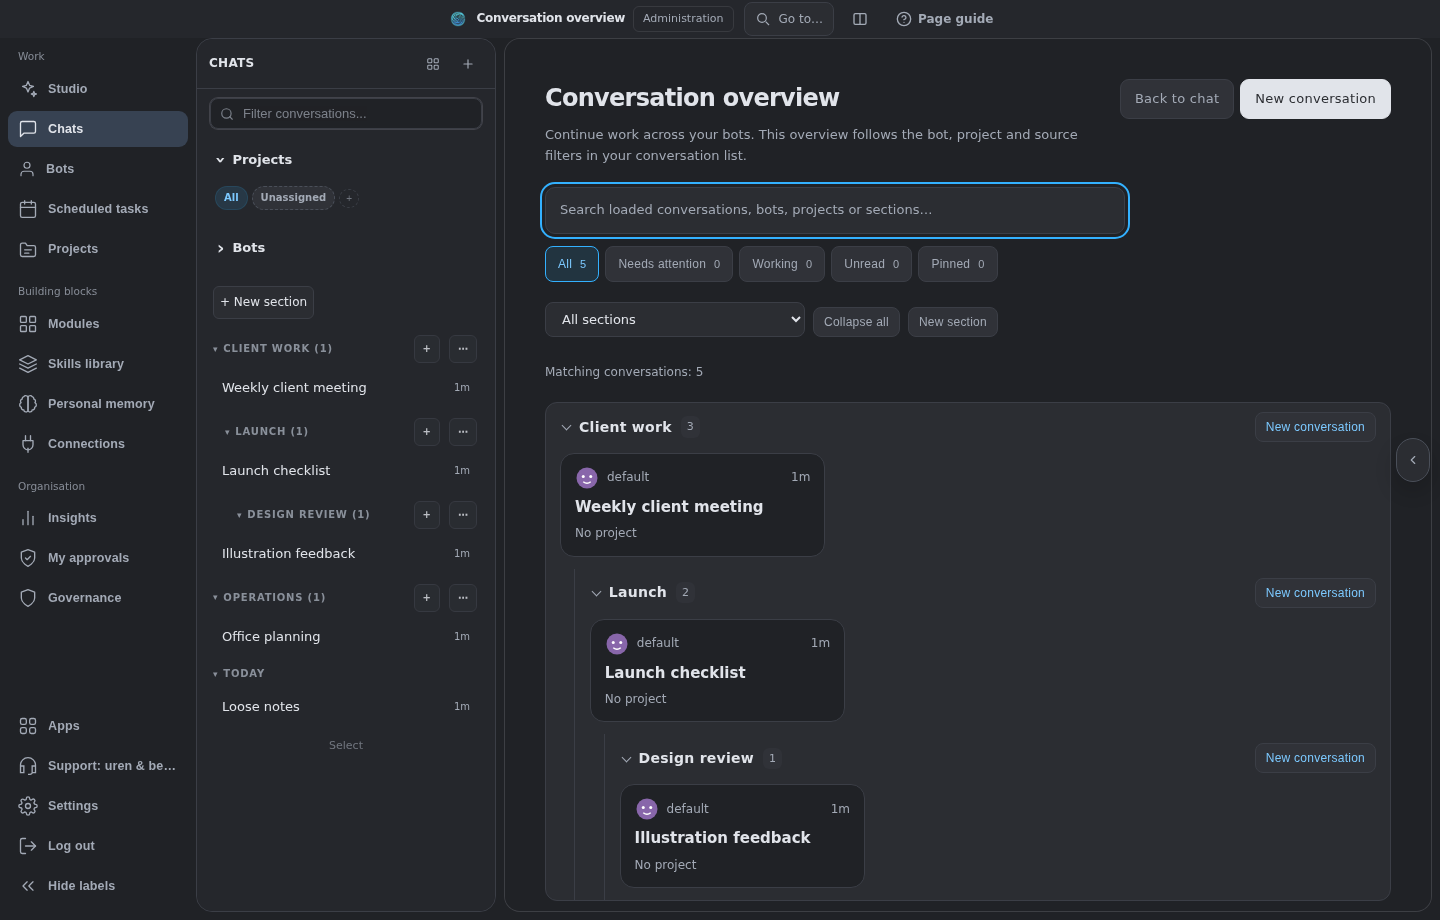 Conversation overview
Administration
Go to...
Page guide
Work
Studio
Chats
Bots
Scheduled tasks
Projects
Building blocks
Modules
Skills library
Personal memory
Connections
Organisation
Insights
My approvals
Governance
Apps
Support: uren & be...
Settings
Log out
Hide labels
CHATS
Filter conversations...
Projects
All
Unassigned
+
Bots
+ New section
CLIENT WORK (1)
+
Weekly client meeting 1m
LAUNCH (1)
+
Launch checklist 1m
DESIGN REVIEW (1)
+
Illustration feedback 1m
OPERATIONS (1)
+
Office planning 1m
TODAY
Loose notes 1m
Select
Conversation overview
Back to chat
New conversation
Continue work across your bots. This overview follows the bot, project and source
filters in your conversation list.
Search loaded conversations, bots, projects or sections...
All 5
Needs attention 0
Working 0
Unread 0
Pinned 0
All sections
Collapse all
New section
Matching conversations: 5
Client work 3
New conversation
default 1m
Weekly client meeting
No project
Launch 2
New conversation
default 1m
Launch checklist
No project
Design review 1
New conversation
default 1m
Illustration feedback
No project